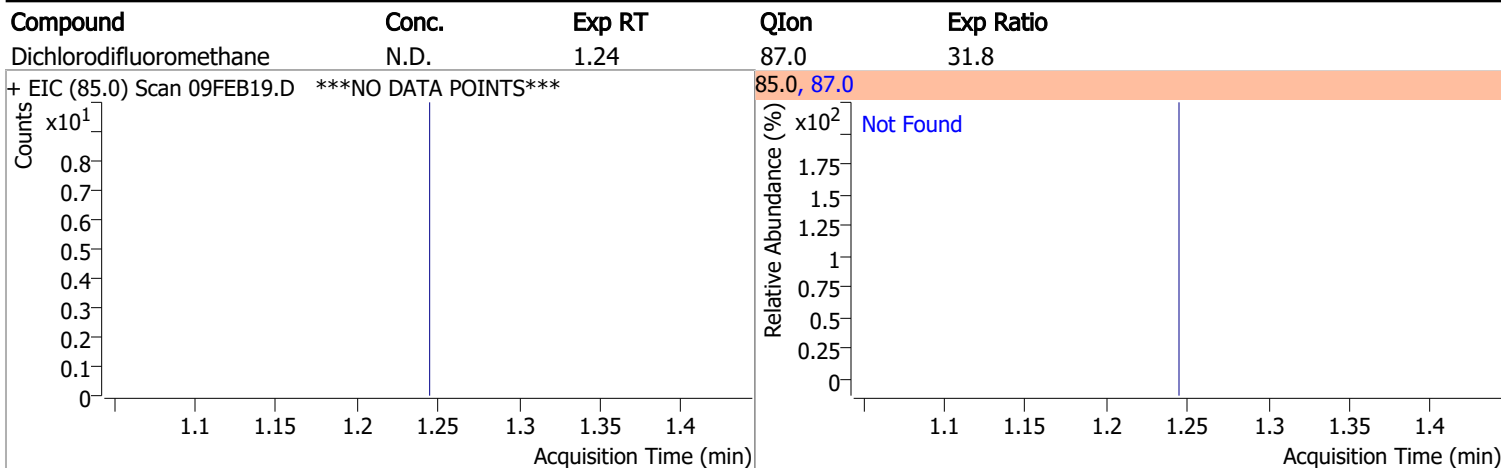 Compound Conc. Exp RT QIon Exp Ratio
Dichlorodifluoromethane N.D. 1.24 87.0 31.8
+ EIC (85.0) Scan 09FEB19.D ***NO DATA POINTS***
Counts
x10^1
0.8
0.7
0.6
0.5
0.4
0.3
0.2
0.1
0
1.1 1.15 1.2 1.25 1.3 1.35 1.4
Acquisition Time (min)
85.0, 87.0
Relative Abundance (%)
x10^2
Not Found
1.75
1.5
1.25
1
0.75
0.5
0.25
0
1.1 1.15 1.2 1.25 1.3 1.35 1.4
Acquisition Time (min)